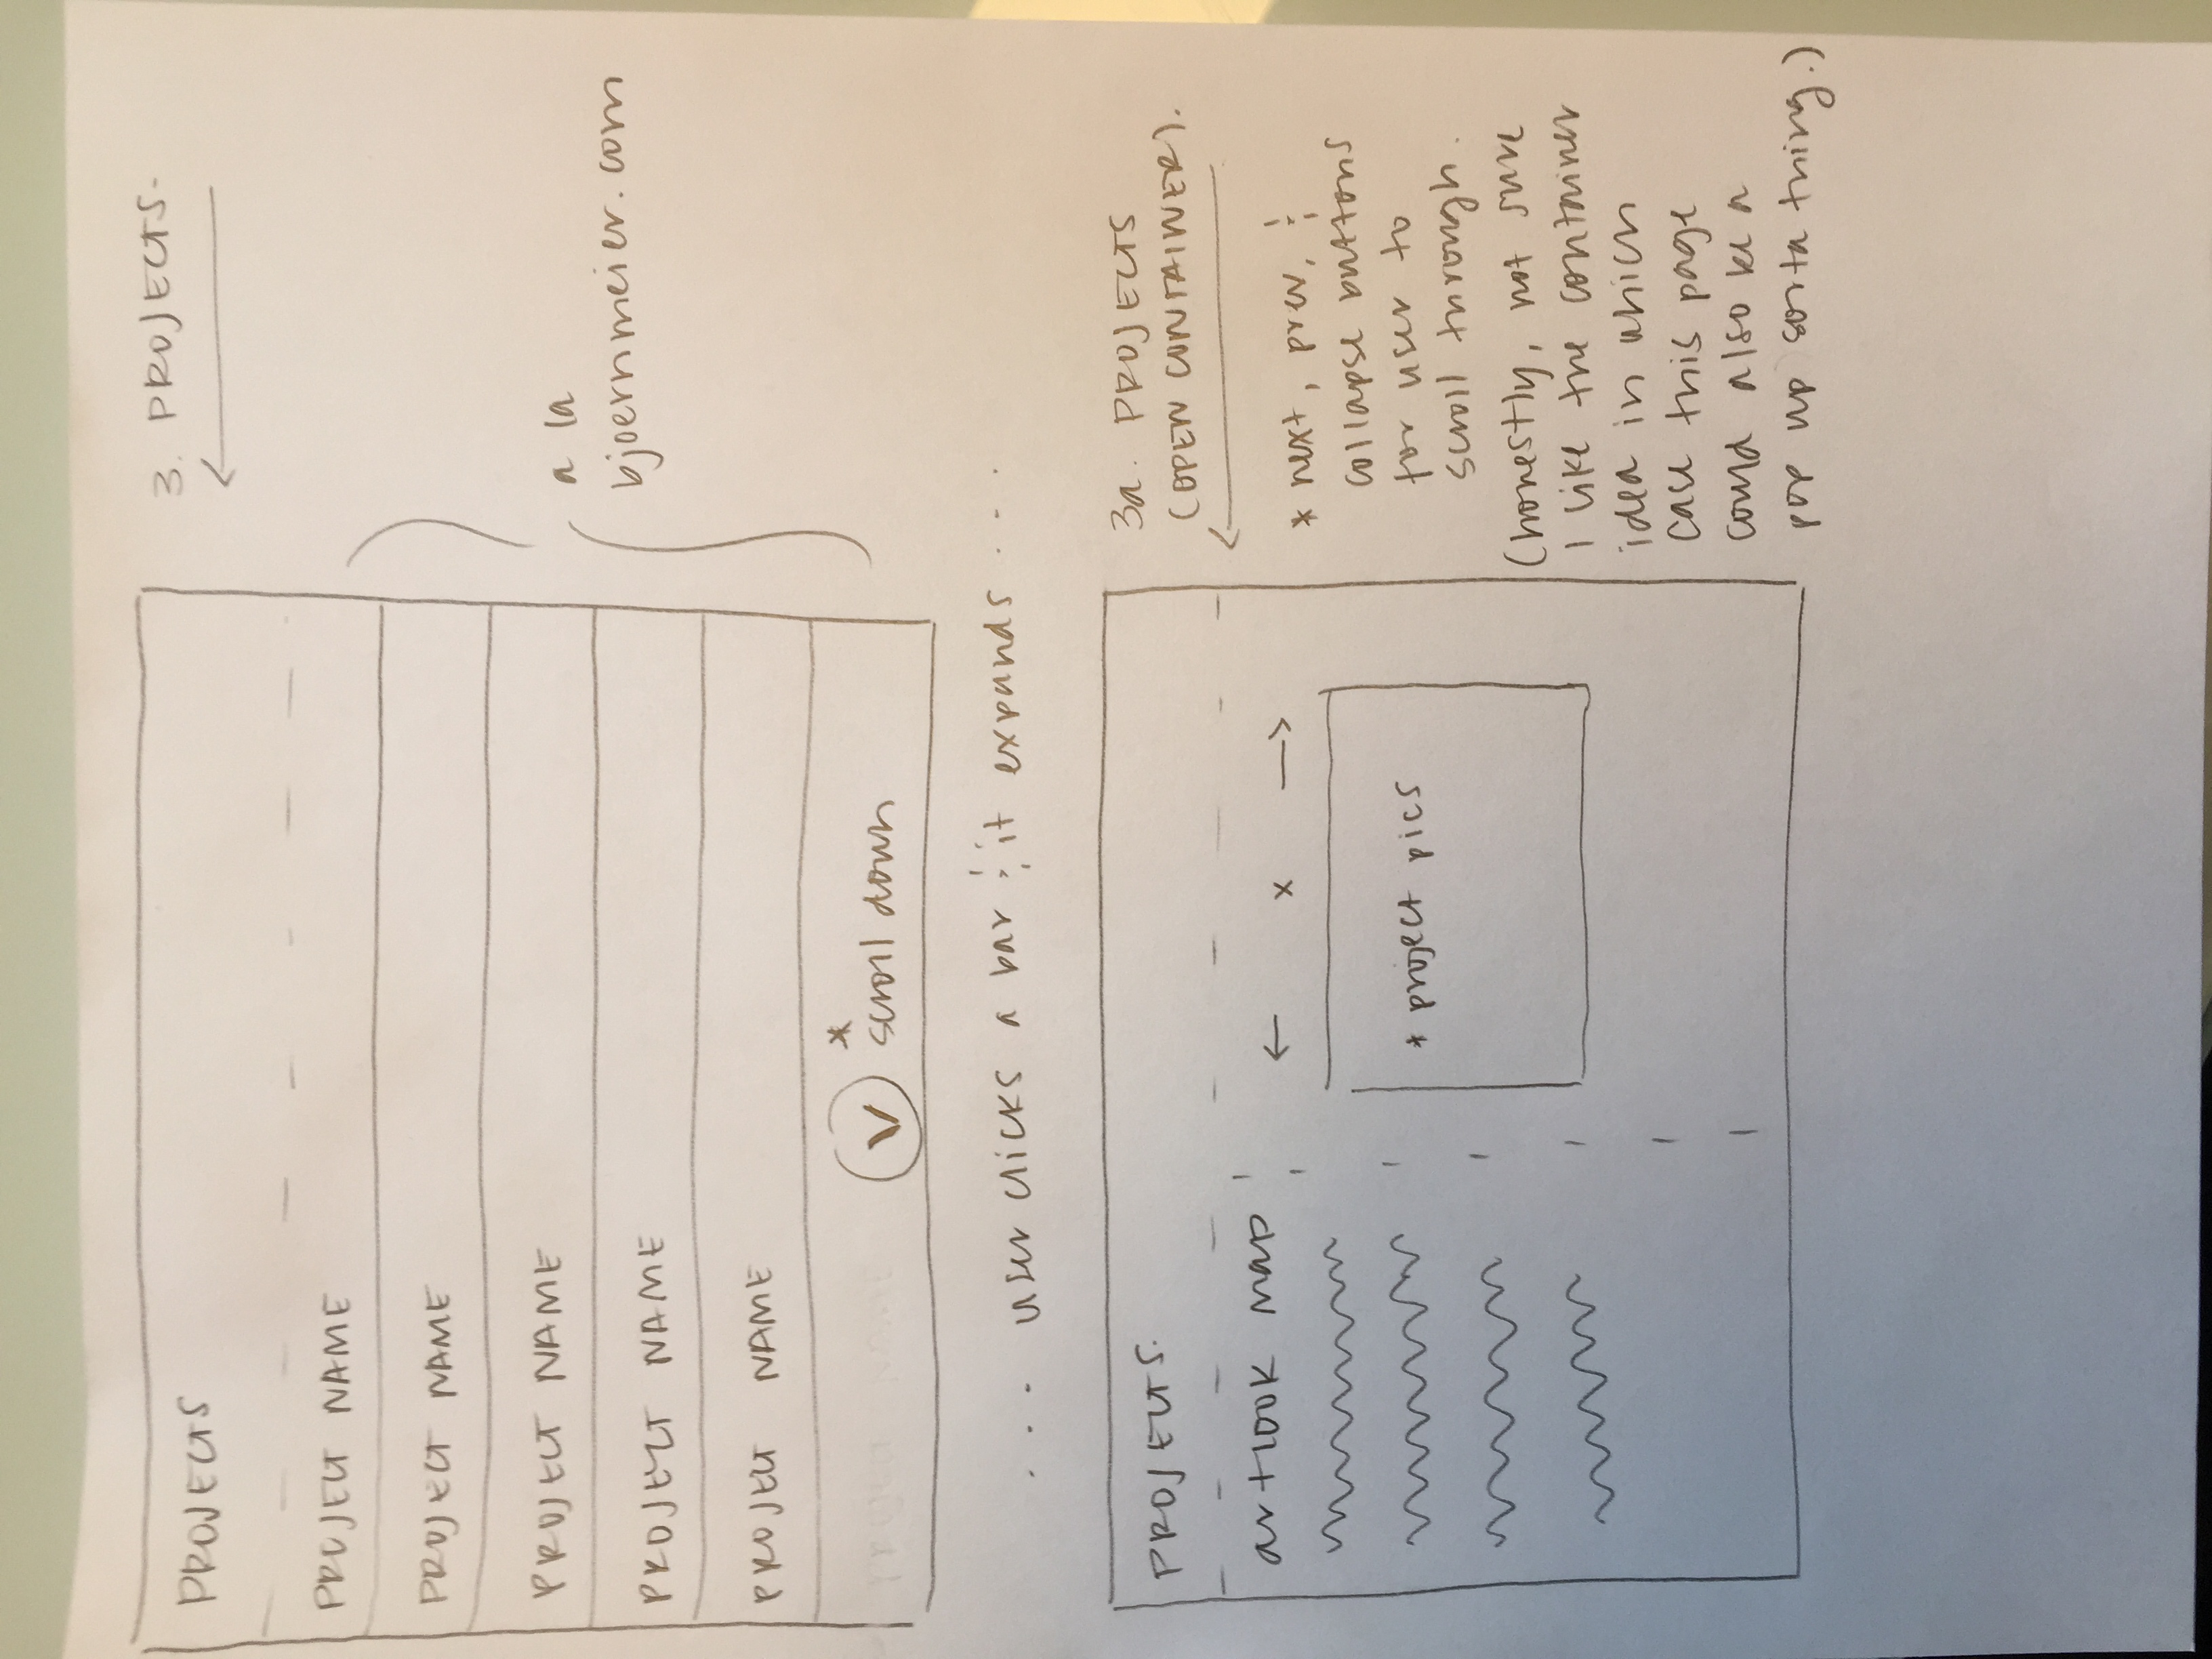 PROJECTS
3. PROJECTS.
PROJECT NAME
PROJECT NAME
PROJECT NAME
PROJECT NAME
PROJECT NAME
a la
bjoernmeier.com
PROJECT NAME
V * scroll down
... user clicks a bar & it expands ...
PROJECTS.
3a. PROJECTS
(OPEN CONTAINER).
artlook map
← x →
* project pics
* next, prev, &
collapse buttons
for user to
scroll through.
(honestly, not sure
I like the container
idea in which
case this page
could also be a
pop up sorta thing.)